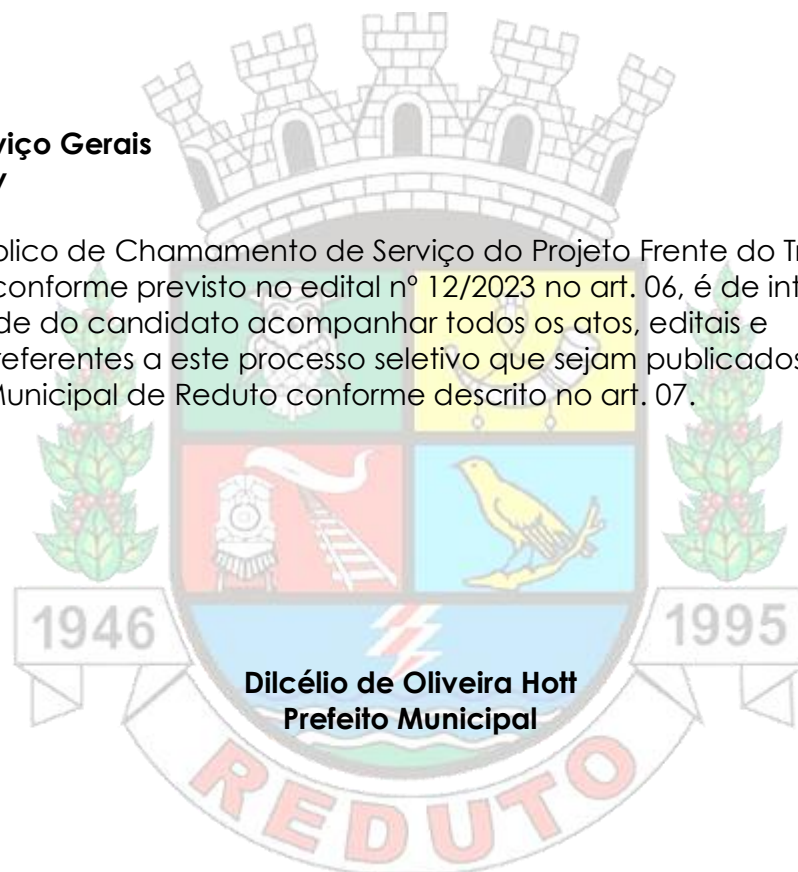 viço Gerais
blico de Chamamento de Serviço do Projeto Frente do Tr
conforme previsto no edital nº 12/2023 no art. 06, é de int
de do candidato acompanhar todos os atos, editais e
referentes a este processo seletivo que sejam publicados
Municipal de Reduto conforme descrito no art. 07.
1946
1995
Dilcélio de Oliveira Hott
Prefeito Municipal
REDUTO